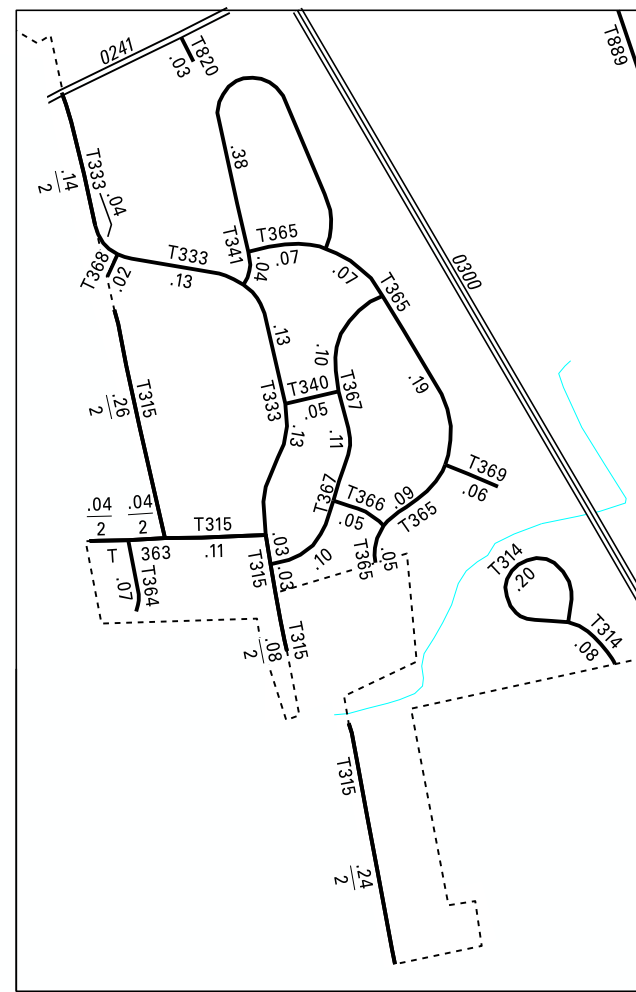 0241
T820
.03
T889
T333
.14
2
.04
.38
T341
T365
.07
.04
.07
T365
0300
T368
.02
T333
.13
.13
.10
.19
T315
.26
2
T333
T340
.05
T367
.13
.11
T367
T366
.05
.09
T365
T369
.06
.04
2
.04
2
T315
.11
T 363
.07
T364
.03
T315
.03
.10
T365
.05
T314
.20
T314
.08
T315
.08
2
T315
.24
2